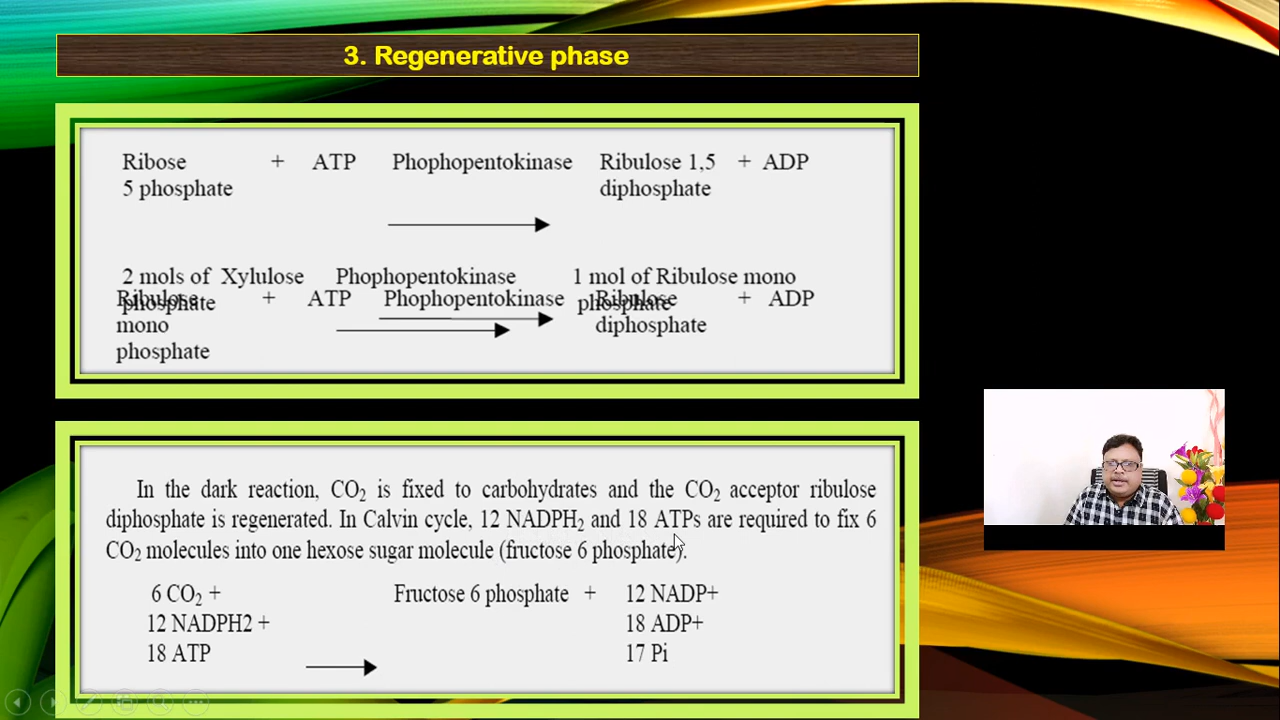 3. Regenerative phase
Ribose + ATP Phophopentokinase Ribulose 1,5 + ADP
5 phosphate diphosphate
2 mols of Xylulose Phophopentokinase 1 mol of Ribulose mono
phosphate phosphate
Ribulose + ATP Phophopentokinase Ribulose + ADP
mono diphosphate
phosphate
In the dark reaction, CO2 is fixed to carbohydrates and the CO2 acceptor ribulose
diphosphate is regenerated. In Calvin cycle, 12 NADPH2 and 18 ATPs are required to fix 6
CO2 molecules into one hexose sugar molecule (fructose 6 phosphate).
6 CO2 + Fructose 6 phosphate + 12 NADP+
12 NADPH2 + 18 ADP+
18 ATP 17 Pi